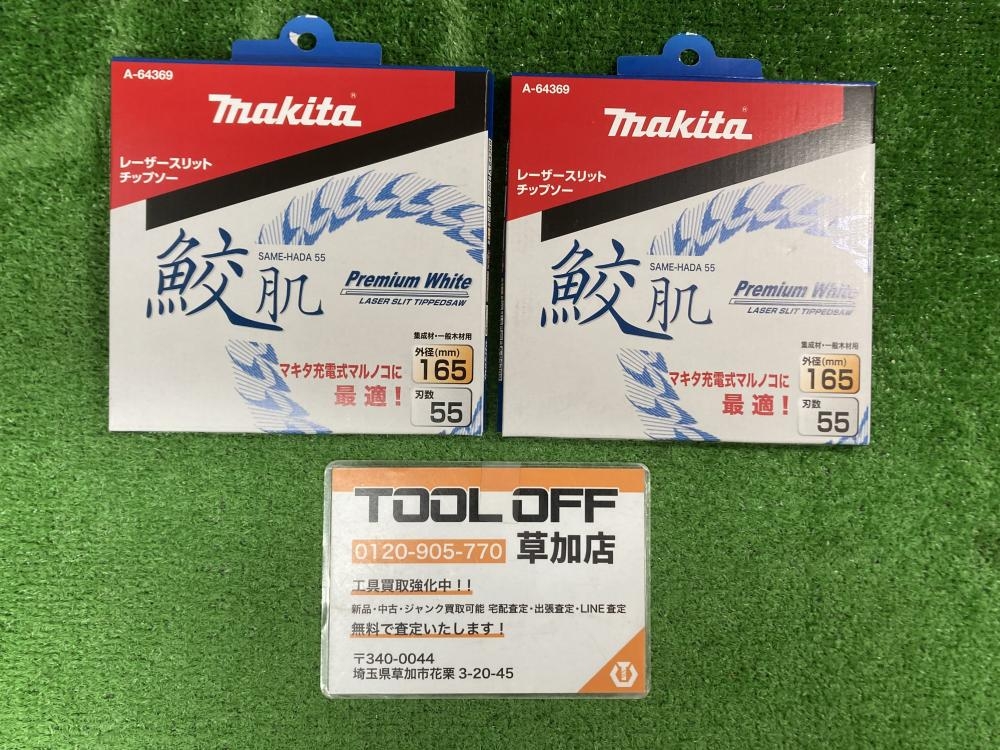 A-64369
makita®
レーザースリット
チップソー
鮫肌
SAME-HADA 55
Premium White
LASER SLIT TIPPEDSAW
集成材・一般木材用
マキタ充電式マルノコに
最適!
外径(mm)
165
刃数
55
A-64369
makita®
レーザースリット
チップソー
鮫肌
SAME-HADA 55
Premium White
LASER SLIT TIPPEDSAW
集成材・一般木材用
マキタ充電式マルノコに
最適!
外径(mm)
165
刃数
55
TOOL OFF
0120-905-770 草加店
工具買取強化中!!
新品・中古・ジャンク買取可能 宅配査定・出張査定・LINE査定
無料で査定いたします!
〒340-0044
埼玉県草加市花栗 3-20-45